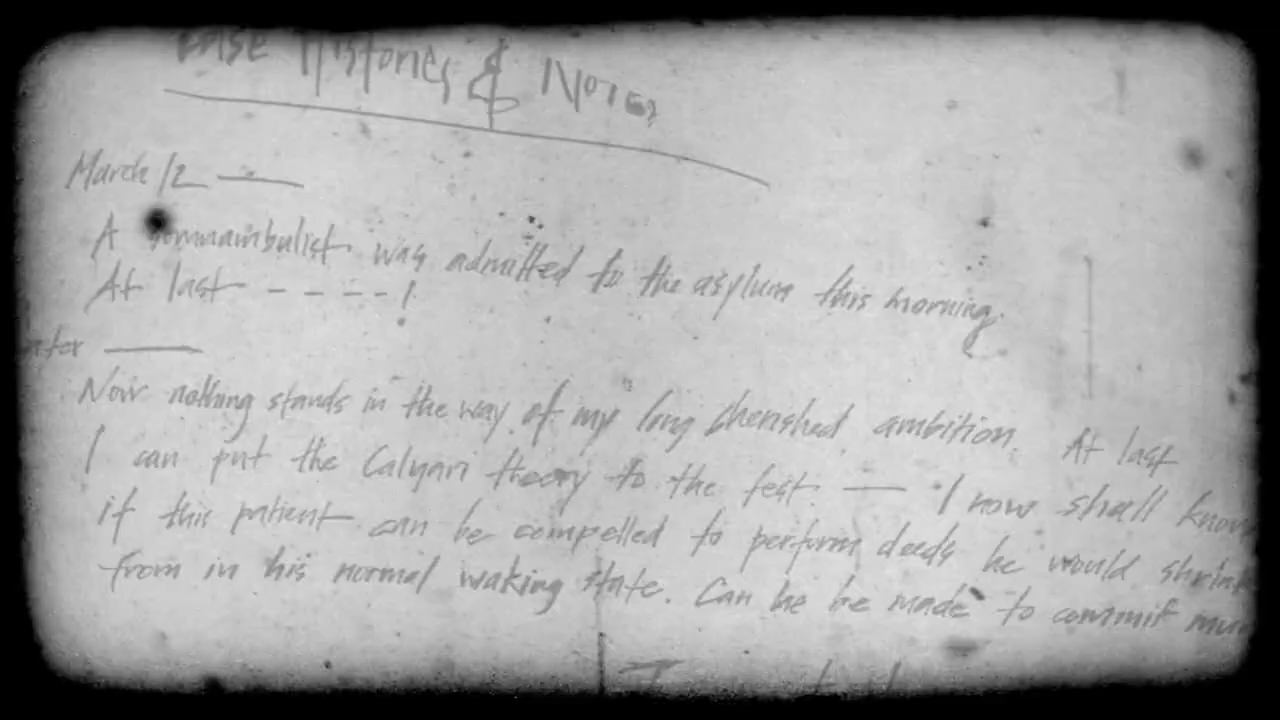 Case Histories & Notes
March 12 —
A somnambulist was admitted to the asylum this morning.
At last - - - - !
Now nothing stands in the way of my long cherished ambition. At last
I can put the Calgari theory to the test — I now shall know
if this patient can be compelled to perform deeds he would shrink
from in his normal waking state. Can he be made to commit